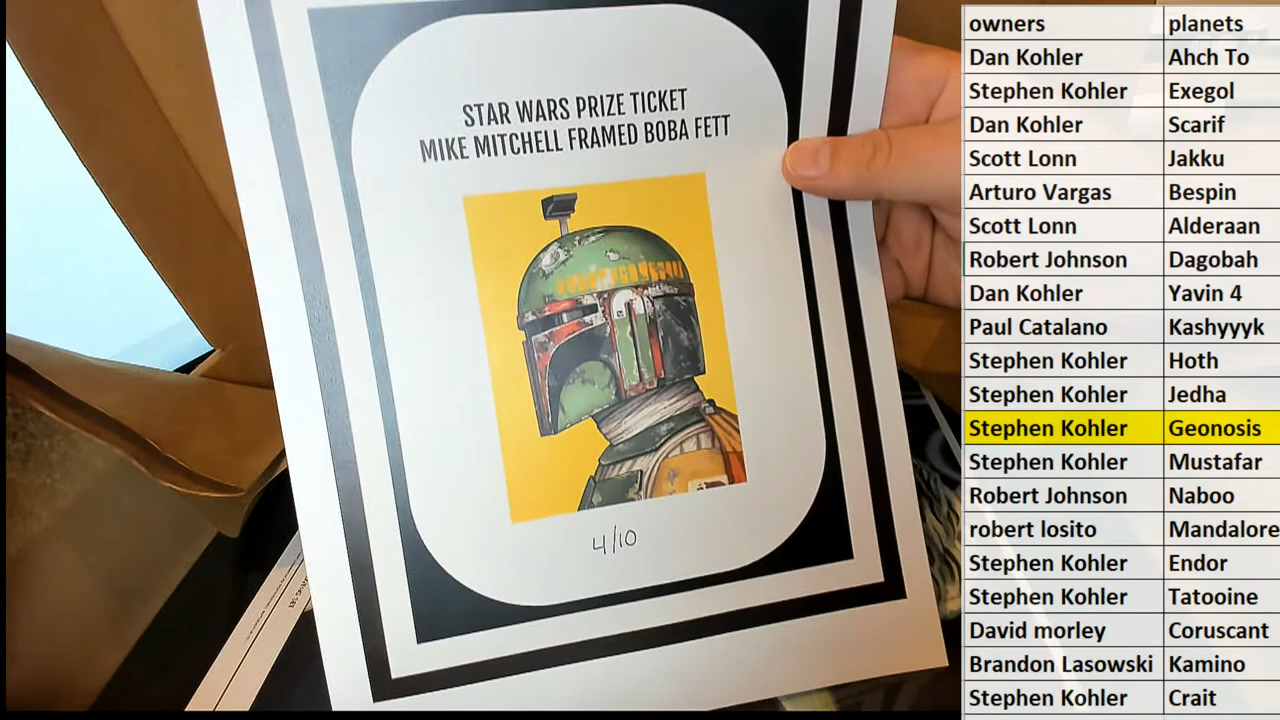 STAR WARS PRIZE TICKET
MIKE MITCHELL FRAMED BOBA FETT
4/10
owners planets
Dan Kohler Ahch To
Stephen Kohler Exegol
Dan Kohler Scarif
Scott Lonn Jakku
Arturo Vargas Bespin
Scott Lonn Alderaan
Robert Johnson Dagobah
Dan Kohler Yavin 4
Paul Catalano Kashyyyk
Stephen Kohler Hoth
Stephen Kohler Jedha
Stephen Kohler Geonosis
Stephen Kohler Mustafar
Robert Johnson Naboo
robert losito Mandalore
Stephen Kohler Endor
Stephen Kohler Tatooine
David morley Coruscant
Brandon Lasowski Kamino
Stephen Kohler Crait